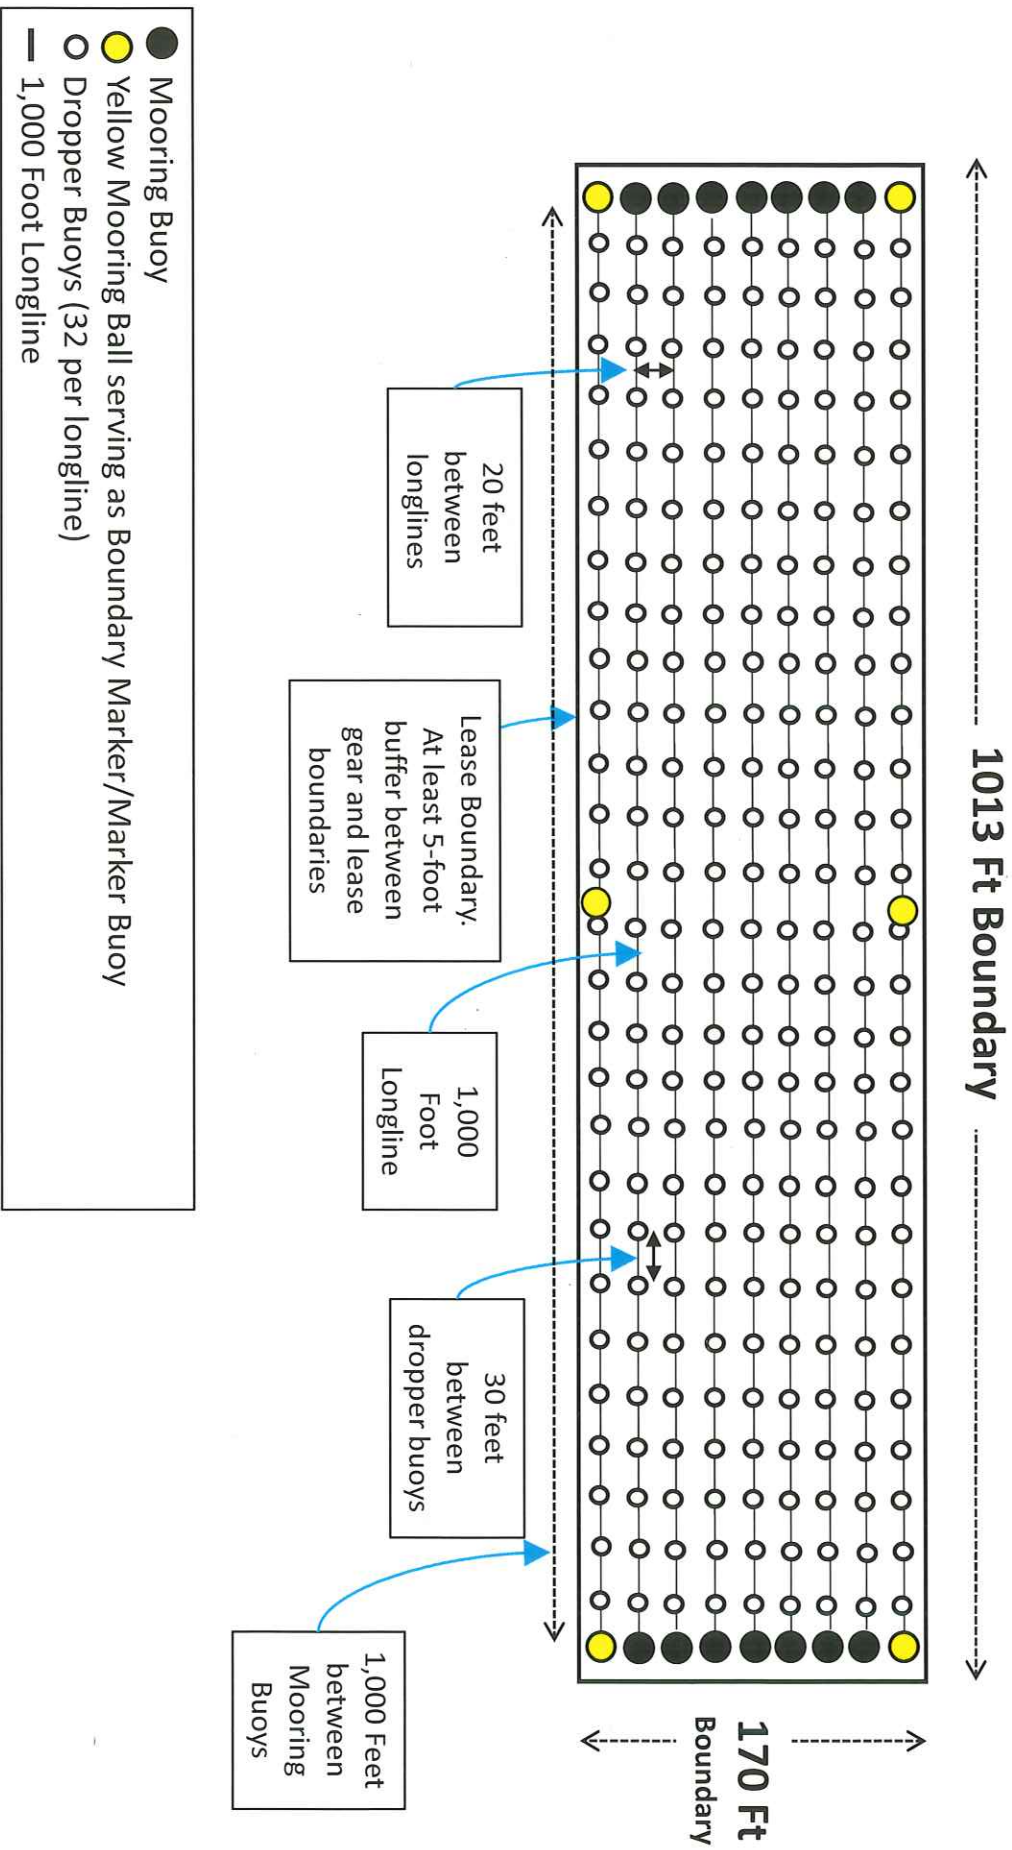 1013 Ft Boundary
170 Ft
Boundary
20 feet
between
longlines
Lease Boundary.
At least 5-foot
buffer between
gear and lease
boundaries
1,000
Foot
Longline
30 feet
between
dropper buoys
1,000 Feet
between
Mooring
Buoys
Mooring Buoy
Yellow Mooring Ball serving as Boundary Marker/Marker Buoy
Dropper Buoys (32 per longline)
1,000 Foot Longline